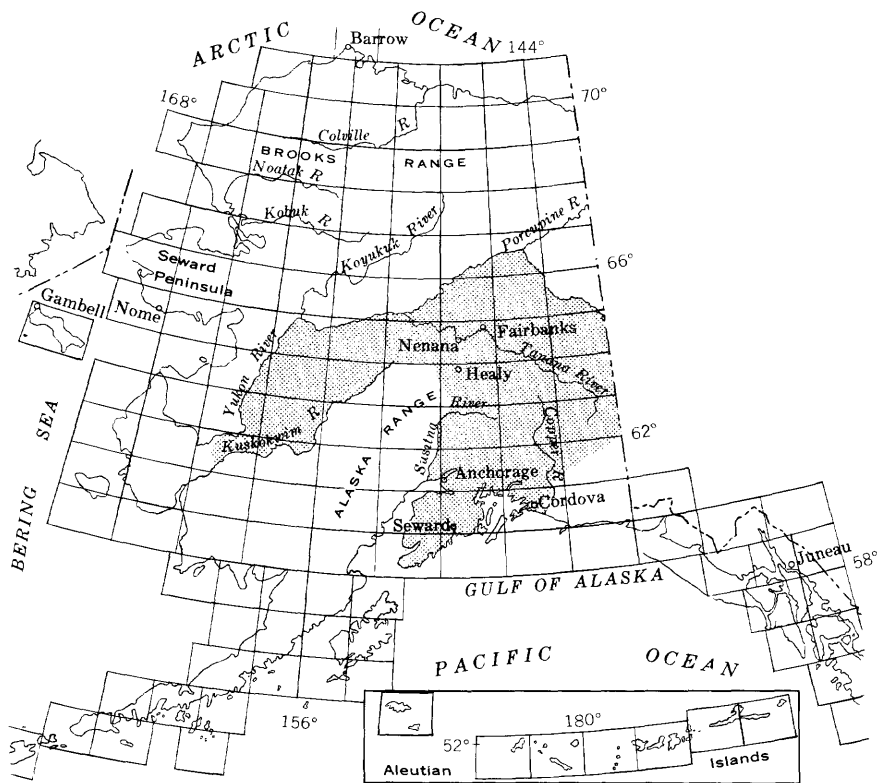 ARCTIC OCEAN
Barrow
144°
70°
168°
Colville R
BROOKS RANGE
Noatak R
Kobuk R
Koyukuk River
Porcupine R
66°
Seward
Peninsula
Gambell
Nome
Fairbanks
Nenana
Tanana River
Healy
Yukon River
Kuskokwim R
ALASKA RANGE
Susitna River
Copper R
62°
BERING SEA
Anchorage
Cordova
Seward
Juneau
58°
GULF OF ALASKA
PACIFIC OCEAN
156°
180°
52°
Aleutian Islands